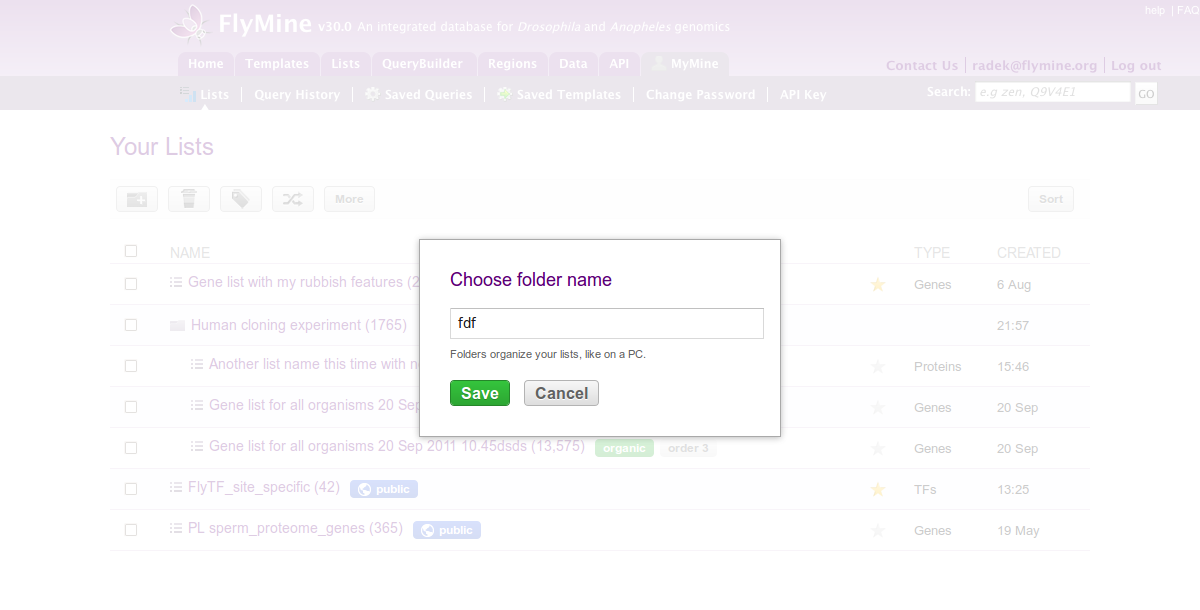 help | FAQ
FlyMine v30.0 An integrated database for Drosophila and Anopheles genomics
Home Templates Lists QueryBuilder Regions Data API MyMine
Contact Us | radek@flymine.org | Log out
Lists | Query History | Saved Queries | Saved Templates | Change Password | API Key
Search: e.g zen, Q9V4E1 GO
Your Lists
More Sort
NAME TYPE CREATED
Gene list with my rubbish features (2 Genes 6 Aug
Human cloning experiment (1765) 21:57
Another list name this time with Proteins 15:46
Gene list for all organisms 20 Sep Genes 20 Sep
Gene list for all organisms 20 Sep 2011 10.45dsds (13,575) organic order 3 Genes 20 Sep
FlyTF_site_specific (42) public TFs 13:25
PL sperm_proteome_genes (365) public Genes 19 May
Choose folder name
fdf
Folders organize your lists, like on a PC.
Save Cancel